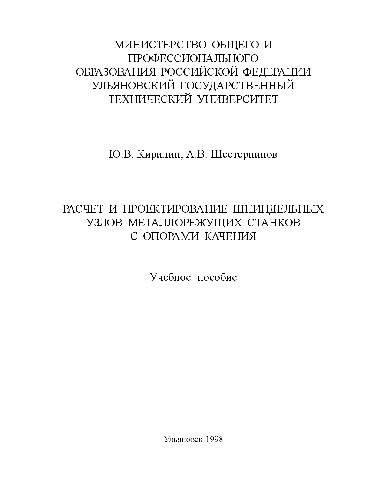 МИНИСТЕРСТВО ОБЩЕГО И
ПРОФЕССИОНАЛЬНОГО
ОБРАЗОВАНИЯ РОССИЙСКОЙ ФЕДЕРАЦИИ
УЛЬЯНОВСКИЙ ГОСУДАРСТВЕННЫЙ
ТЕХНИЧЕСКИЙ УНИВЕРСИТЕТ
Ю.В. Кирилин, А.В. Шестернинов
РАСЧЕТ И ПРОЕКТИРОВАНИЕ ШПИНДЕЛЬНЫХ
УЗЛОВ МЕТАЛЛОРЕЖУЩИХ СТАНКОВ
С ОПОРАМИ КАЧЕНИЯ
Учебное пособие
Ульяновск 1998